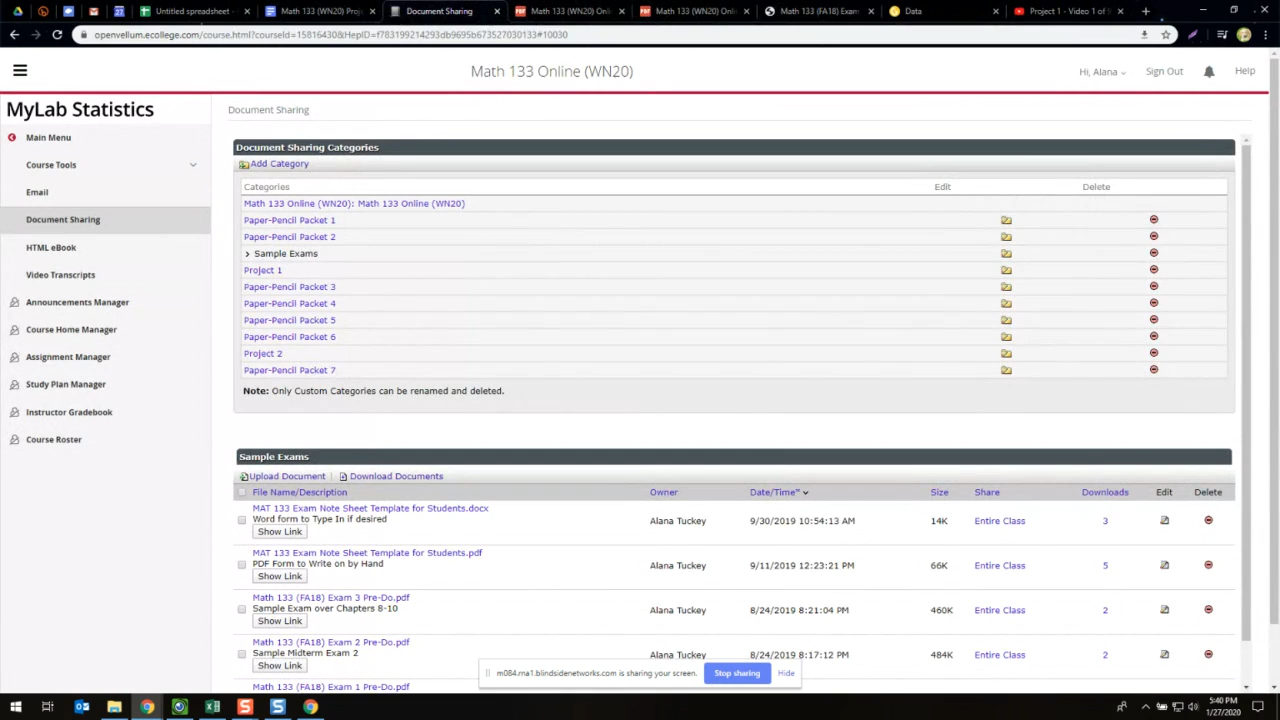 Untitled spreadsheet -
Math 133 (WN20) Proj
Document Sharing
Math 133 (WN20) Onl
Math 133 (WN20) Onl
Math 133 (FA18) Exam
Data
Project 1 - Video 1 of
openvellum.ecollege.com/course.html?courseId=15816430&HepID=f783199214293db9695b673527030133#10030
Math 133 Online (WN20)
Hi, Alana
Sign Out
Help
MyLab Statistics
Document Sharing
Main Menu
Course Tools
Email
Document Sharing
HTML eBook
Video Transcripts
Announcements Manager
Course Home Manager
Assignment Manager
Study Plan Manager
Instructor Gradebook
Course Roster
Document Sharing Categories
Add Category
Categories Edit Delete
Math 133 Online (WN20): Math 133 Online (WN20)
Paper-Pencil Packet 1
Paper-Pencil Packet 2
Sample Exams
Project 1
Paper-Pencil Packet 3
Paper-Pencil Packet 4
Paper-Pencil Packet 5
Paper-Pencil Packet 6
Project 2
Paper-Pencil Packet 7
Note: Only Custom Categories can be renamed and deleted.
Sample Exams
Upload Document | Download Documents
File Name/Description Owner Date/Time Size Share Downloads Edit Delete
MAT 133 Exam Note Sheet Template for Students.docx
Word form to Type In if desired Alana Tuckey 9/30/2019 10:54:13 AM 14K Entire Class 3
Show Link
MAT 133 Exam Note Sheet Template for Students.pdf
PDF Form to Write on by Hand Alana Tuckey 9/11/2019 12:23:21 PM 66K Entire Class 5
Show Link
Math 133 (FA18) Exam 3 Pre-Do.pdf
Sample Exam over Chapters 8-10 Alana Tuckey 8/24/2019 8:21:04 PM 460K Entire Class 2
Show Link
Math 133 (FA18) Exam 2 Pre-Do.pdf
Sample Midterm Exam 2 Alana Tuckey 8/24/2019 8:17:12 PM 484K Entire Class 2
Show Link
m084.rna1.blindsidenetworks.com is sharing your screen. Stop sharing Hide
Math 133 (FA18) Exam 1 Pre-Do.pdf
5:40 PM
1/27/2020